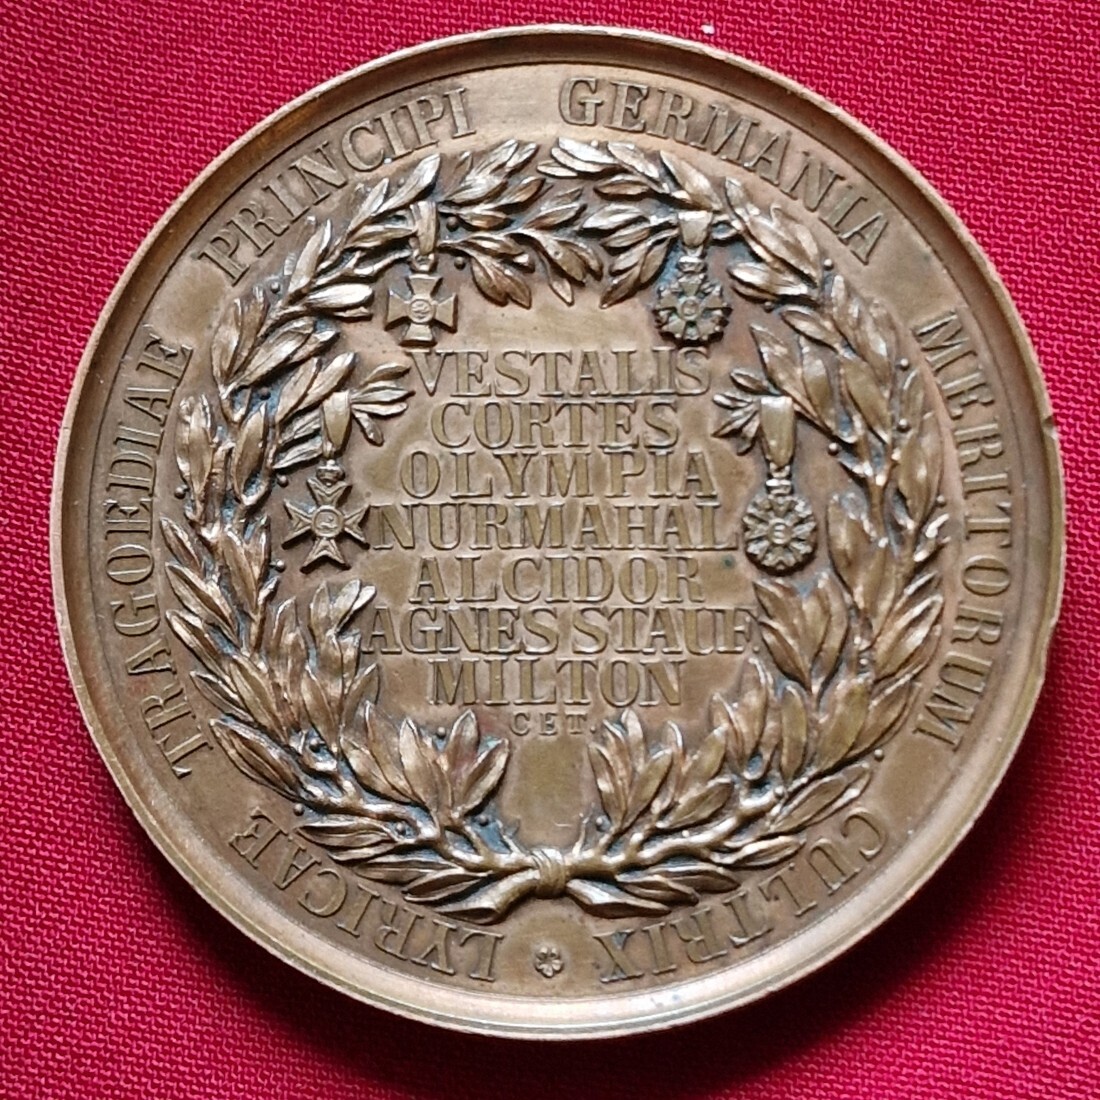 LYRICAE TRAGOEDIAE PRINCIPI GERMANIA MERITORUM CULTRIX
VESTALIS
CORTES
OLYMPIA
NURMAHAL
ALCIDOR
AGNES STAUF.
MILTON
CET.